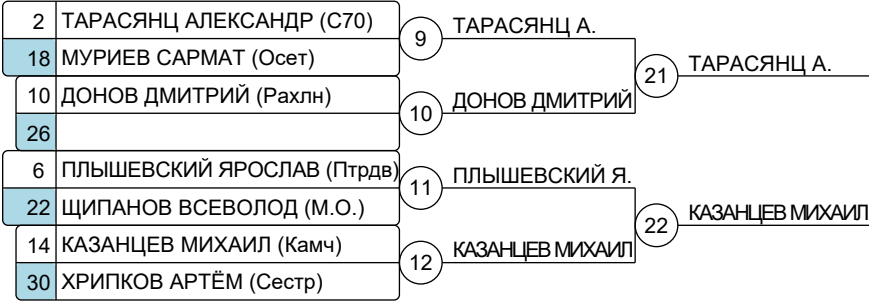 2 ТАРАСЯНЦ АЛЕКСАНДР (С70)
18 МУРИЕВ САРМАТ (Осет)
10 ДОНОВ ДМИТРИЙ (Рахлн)
26
6 ПЛЫШЕВСКИЙ ЯРОСЛАВ (Птрдв)
22 ЩИПАНОВ ВСЕВОЛОД (М.О.)
14 КАЗАНЦЕВ МИХАИЛ (Камч)
30 ХРИПКОВ АРТЁМ (Сестр)
9 ТАРАСЯНЦ А.
10 ДОНОВ ДМИТРИЙ
11 ПЛЫШЕВСКИЙ Я.
12 КАЗАНЦЕВ МИХАИЛ
21 ТАРАСЯНЦ А.
22 КАЗАНЦЕВ МИХАИЛ